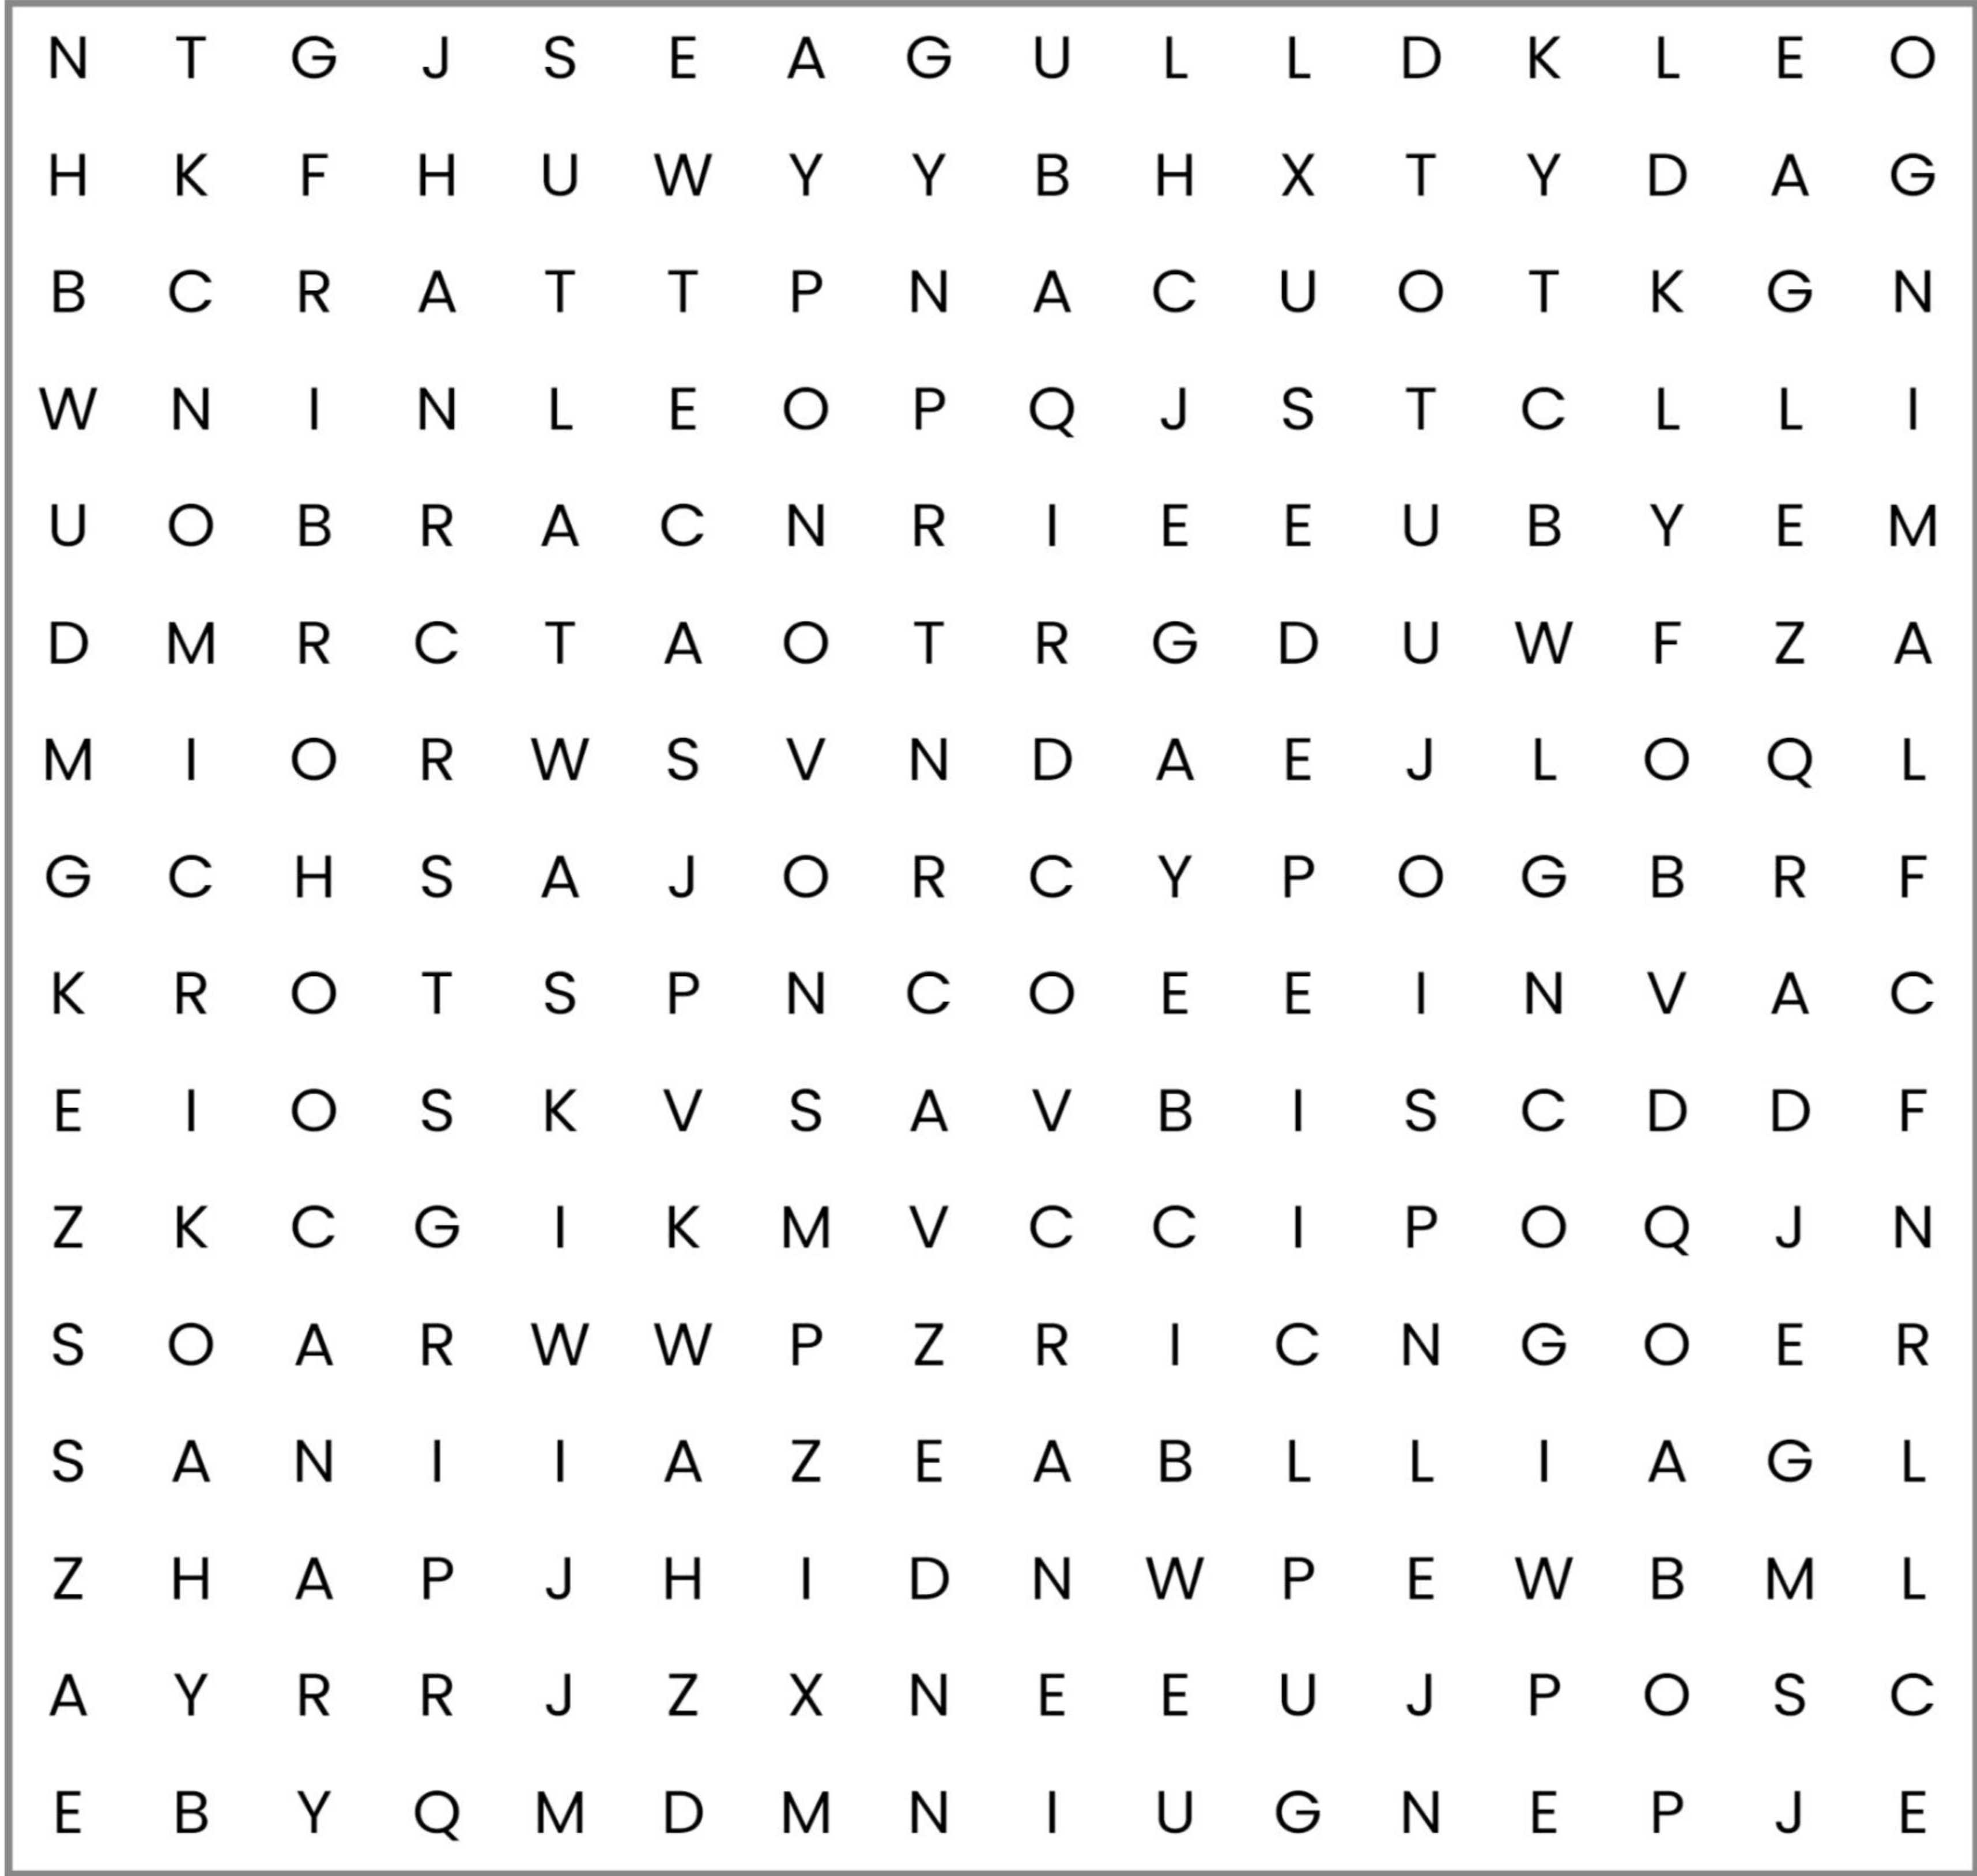 N T G J S E A G U L L D K L E O
H K F H U W Y Y B H X T Y D A G
B C R A T T P N A C U O T K G N
W N I N L E O P Q J S T C L L I
U O B R A C N R I E E U B Y E M
D M R C T A O T R G D U W F Z A
M I O R W S V N D A E J L O Q L
G C H S A J O R C Y P O G B R F
K R O T S P N C O E E I N V A C
E I O S K V S A V B I S C D D F
Z K C G I K M V C C I P O Q J N
S O A R W W P Z R I C N G O E R
S A N I I A Z E A B L L I A G L
Z H A P J H I D N W P E W B M L
A Y R R J Z X N E E U J P O S C
E B Y Q M D M N I U G N E P J E